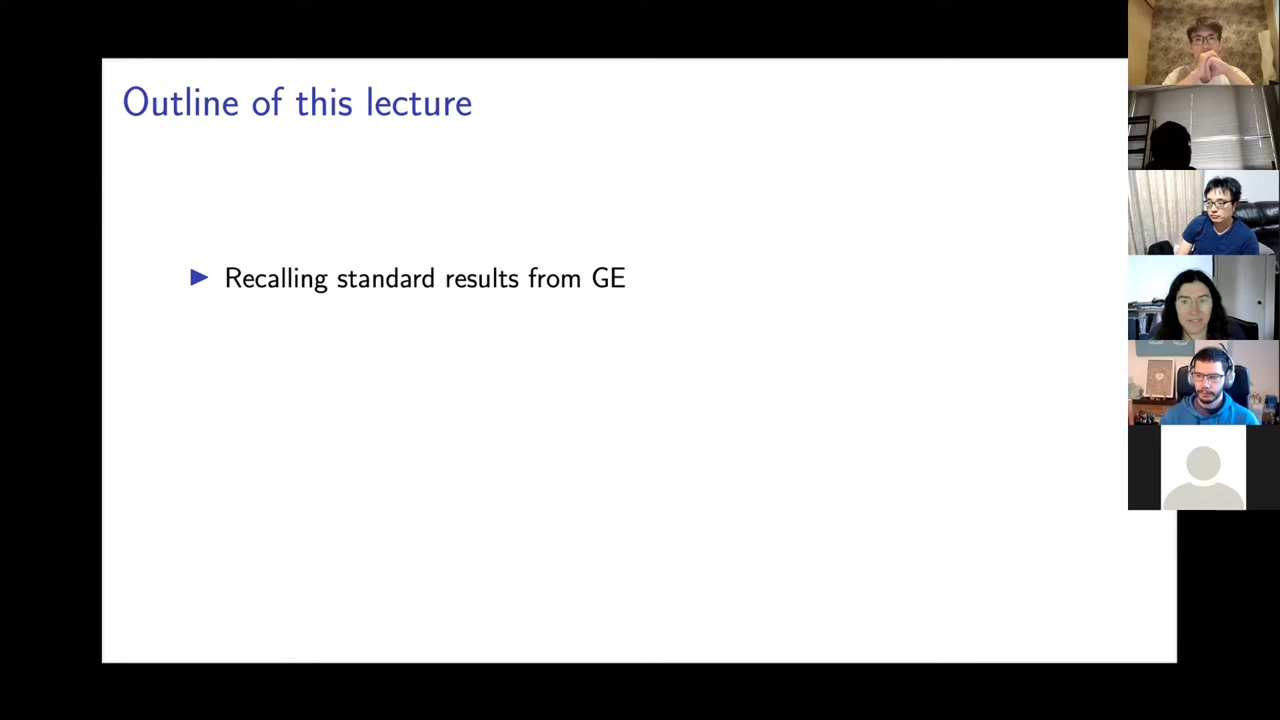 Outline of this lecture
▶ Recalling standard results from GE